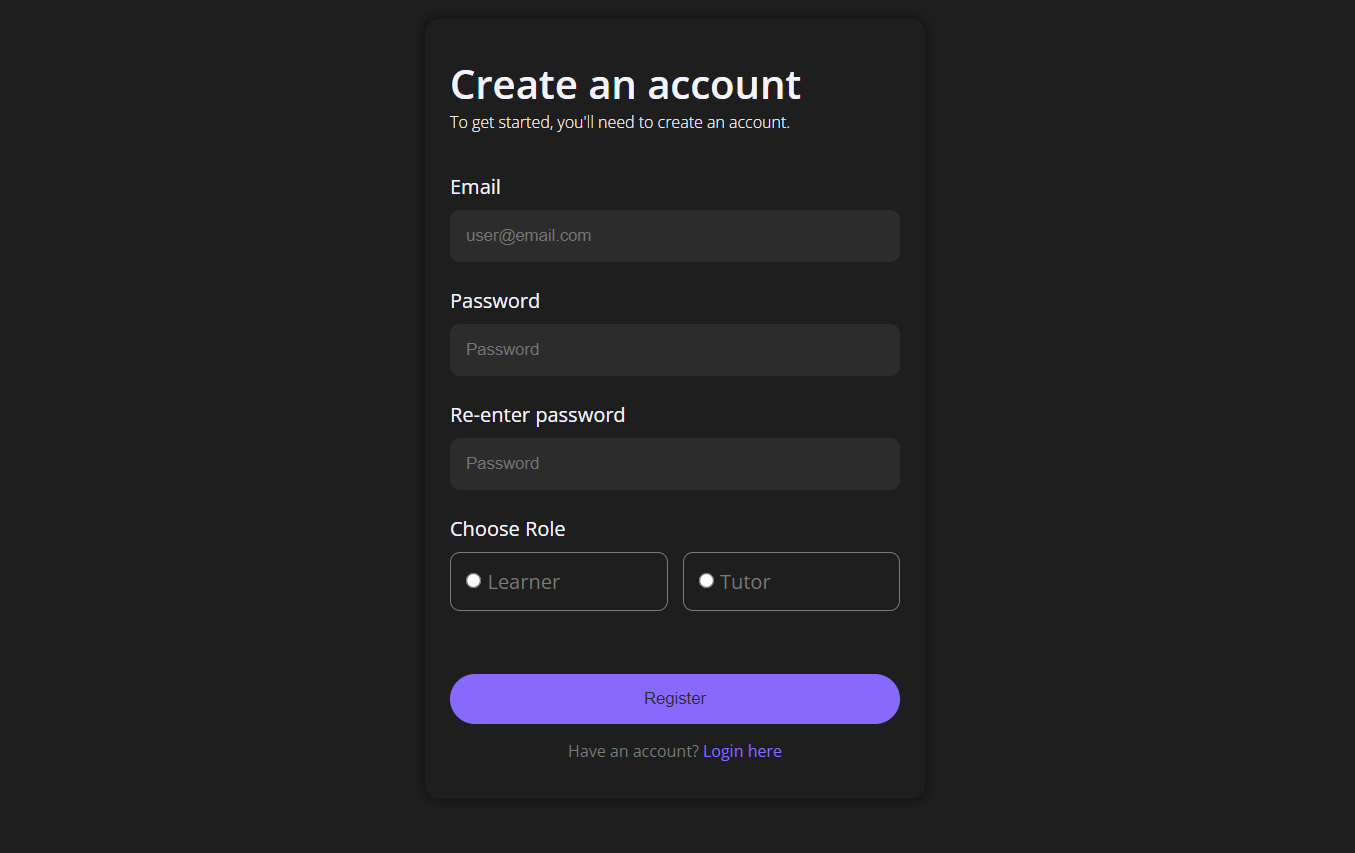 Create an account
To get started, you'll need to create an account.
Email
user@email.com
Password
Password
Re-enter password
Password
Choose Role
Learner Tutor
Register
Have an account? Login here